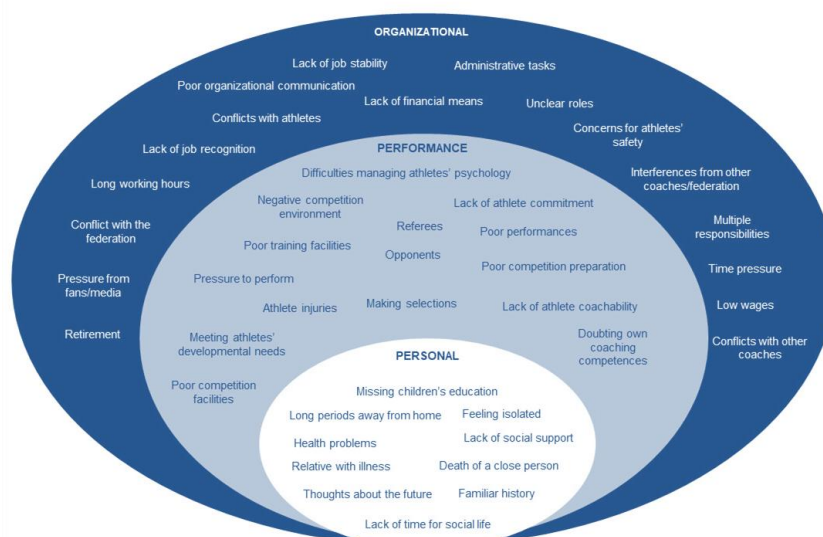 ORGANIZATIONAL
Lack of job stability
Administrative tasks
Poor organizational communication
Lack of financial means
Unclear roles
Conflicts with athletes
Concerns for athletes'
safety
Lack of job recognition
Interferences from other
coaches/federation
Long working hours
Multiple
responsibilities
Conflict with the
federation
Time pressure
Pressure from
fans/media
Low wages
Retirement
Conflicts with other
coaches
PERFORMANCE
Difficulties managing athletes' psychology
Negative competition
environment
Lack of athlete commitment
Referees
Poor performances
Poor training facilities
Opponents
Poor competition preparation
Pressure to perform
Athlete injuries
Making selections
Lack of athlete coachability
Meeting athletes'
developmental needs
Doubting own
coaching
competences
Poor competition
facilities
PERSONAL
Missing children's education
Long periods away from home
Feeling isolated
Health problems
Lack of social support
Relative with illness
Death of a close person
Thoughts about the future
Familiar history
Lack of time for social life